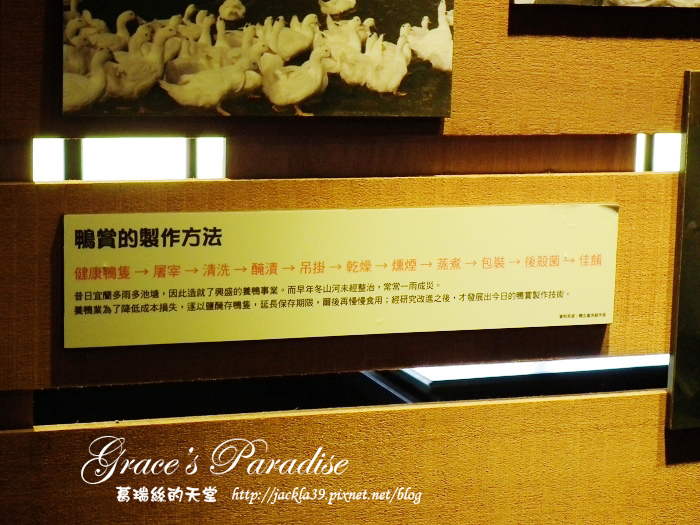 鴨賞的製作方法
健康鴨隻 → 屠宰 → 清洗 → 醃漬 → 吊掛 → 乾燥 → 燻煙 → 蒸煮 → 包裝 → 後殺菌 → 佳餚
昔日宜蘭多雨多池塘，因此造就了興盛的養鴨事業。而早年冬山河未經整治，常常一雨成災。
養鴨業為了降低成本損失，遂以鹽醃存鴨隻，延長保存期限，爾後再慢慢食用；經研究改進之後，才發展出今日的鴨賞製作技術。
Grace's Paradise
葛瑞絲的天堂 http://jackla39.pixnet.net/blog